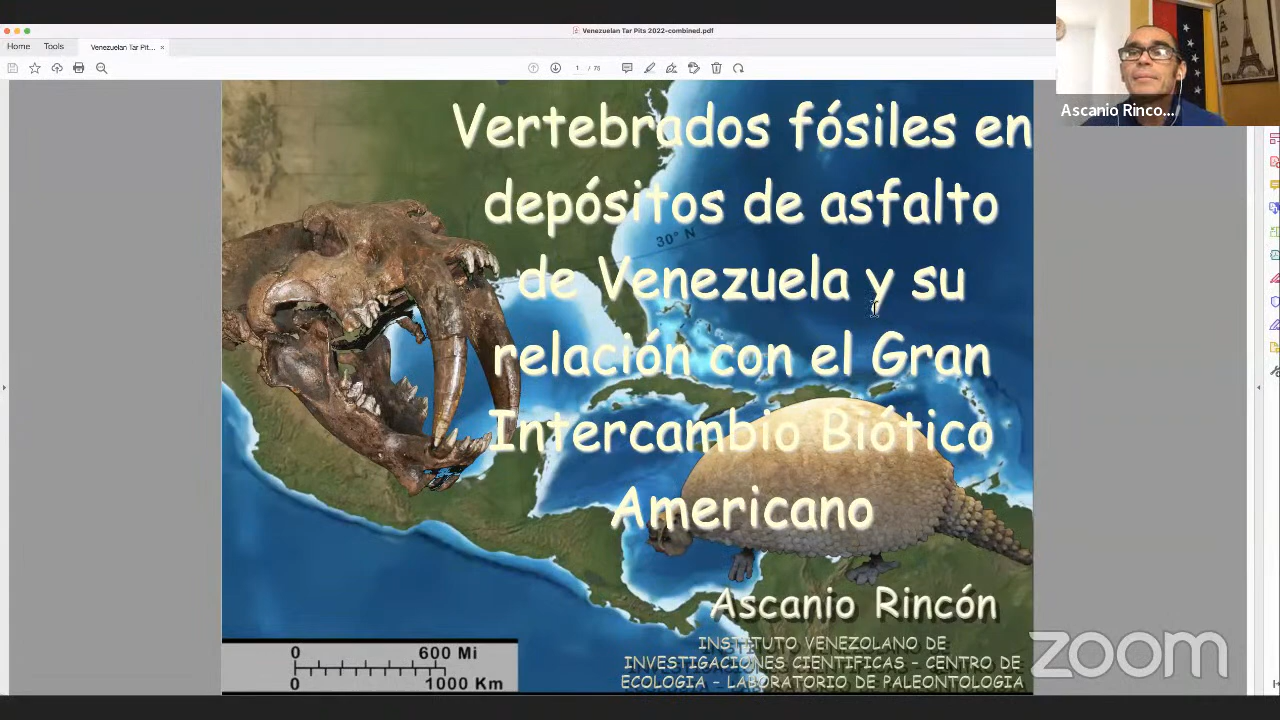 Venezuelan Tar Pits 2022-combined.pdf
Home Tools Venezuelan Tar Pit... ×
1 / 75
Ascanio Rinco...
Vertebrados fósiles en
depósitos de asfalto
30° N
de Venezuela y su
relación con el Gran
Intercambio Biótico
Americano
Ascanio Rincón
INSTITUTO VENEZOLANO DE
INVESTIGACIONES CIENTIFICAS – CENTRO DE
ECOLOGIA – LABORATORIO DE PALEONTOLOGIA
0 600 Mi
0 1000 Km
zoom